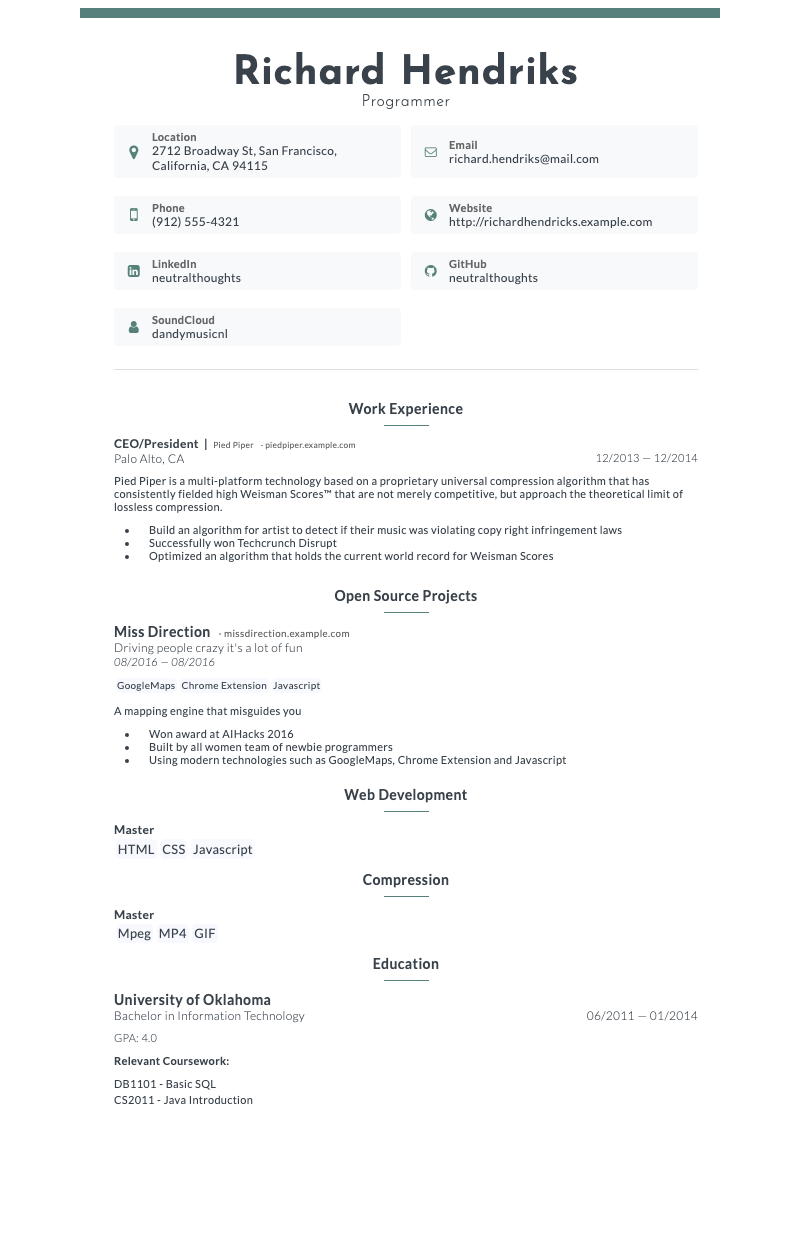 Richard Hendriks
Programmer
Location
2712 Broadway St, San Francisco,
California, CA 94115
Email
richard.hendriks@mail.com
Phone
(912) 555-4321
Website
http://richardhendricks.example.com
LinkedIn
neutralthoughts
GitHub
neutralthoughts
SoundCloud
dandymusicnl
Work Experience
CEO/President | Pied Piper - piedpiper.example.com
Palo Alto, CA 12/2013 — 12/2014
Pied Piper is a multi-platform technology based on a proprietary universal compression algorithm that has
consistently fielded high Weisman Scores™ that are not merely competitive, but approach the theoretical limit of
lossless compression.
• Build an algorithm for artist to detect if their music was violating copy right infringement laws
• Successfully won Techcrunch Disrupt
• Optimized an algorithm that holds the current world record for Weisman Scores
Open Source Projects
Miss Direction - missdirection.example.com
Driving people crazy it's a lot of fun
08/2016 — 08/2016
GoogleMaps Chrome Extension Javascript
A mapping engine that misguides you
• Won award at AIHacks 2016
• Built by all women team of newbie programmers
• Using modern technologies such as GoogleMaps, Chrome Extension and Javascript
Web Development
Master
HTML CSS Javascript
Compression
Master
Mpeg MP4 GIF
Education
University of Oklahoma
Bachelor in Information Technology 06/2011 — 01/2014
GPA: 4.0
Relevant Coursework:
DB1101 - Basic SQL
CS2011 - Java Introduction